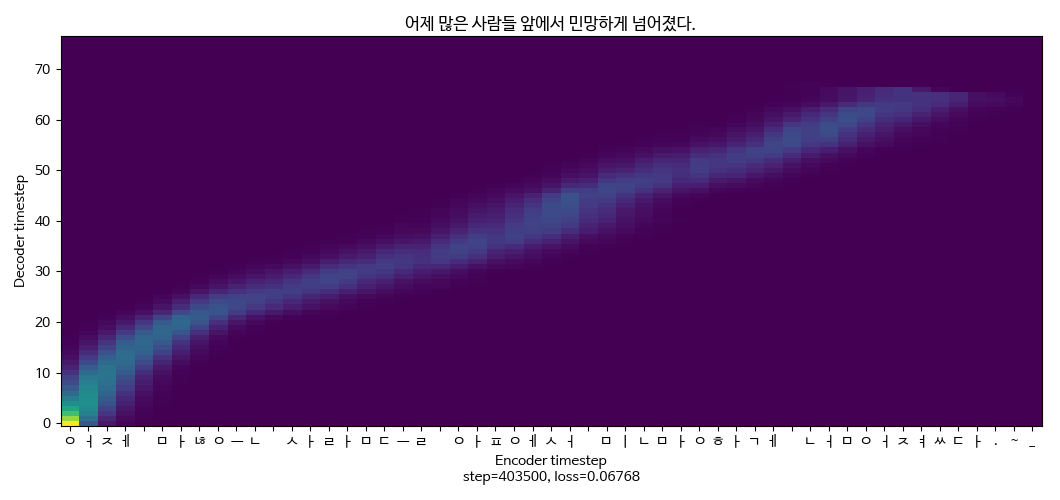 어제 많은 사람들 앞에서 민망하게 넘어졌다.
70
60
50
40
30
20
10
0
Decoder timestep
ㅇ ㅓ ㅈ ㅔ ㅁ ㅏ ㄶ ㅇ ㅡ ㄴ ㅅ ㅏ ㄹ ㅏ ㅁ ㄷ ㅡ ㄹ ㅇ ㅏ ㅍ ㅇ ㅔ ㅅ ㅓ ㅁ ㅣ ㄴ ㅁ ㅏ ㅇ ㅎ ㅏ ㄱ ㅔ ㄴ ㅓ ㅁ ㅇ ㅓ ㅈ ㅕ ㅆ ㄷ ㅏ . ~ _
Encoder timestep
step=403500, loss=0.06768